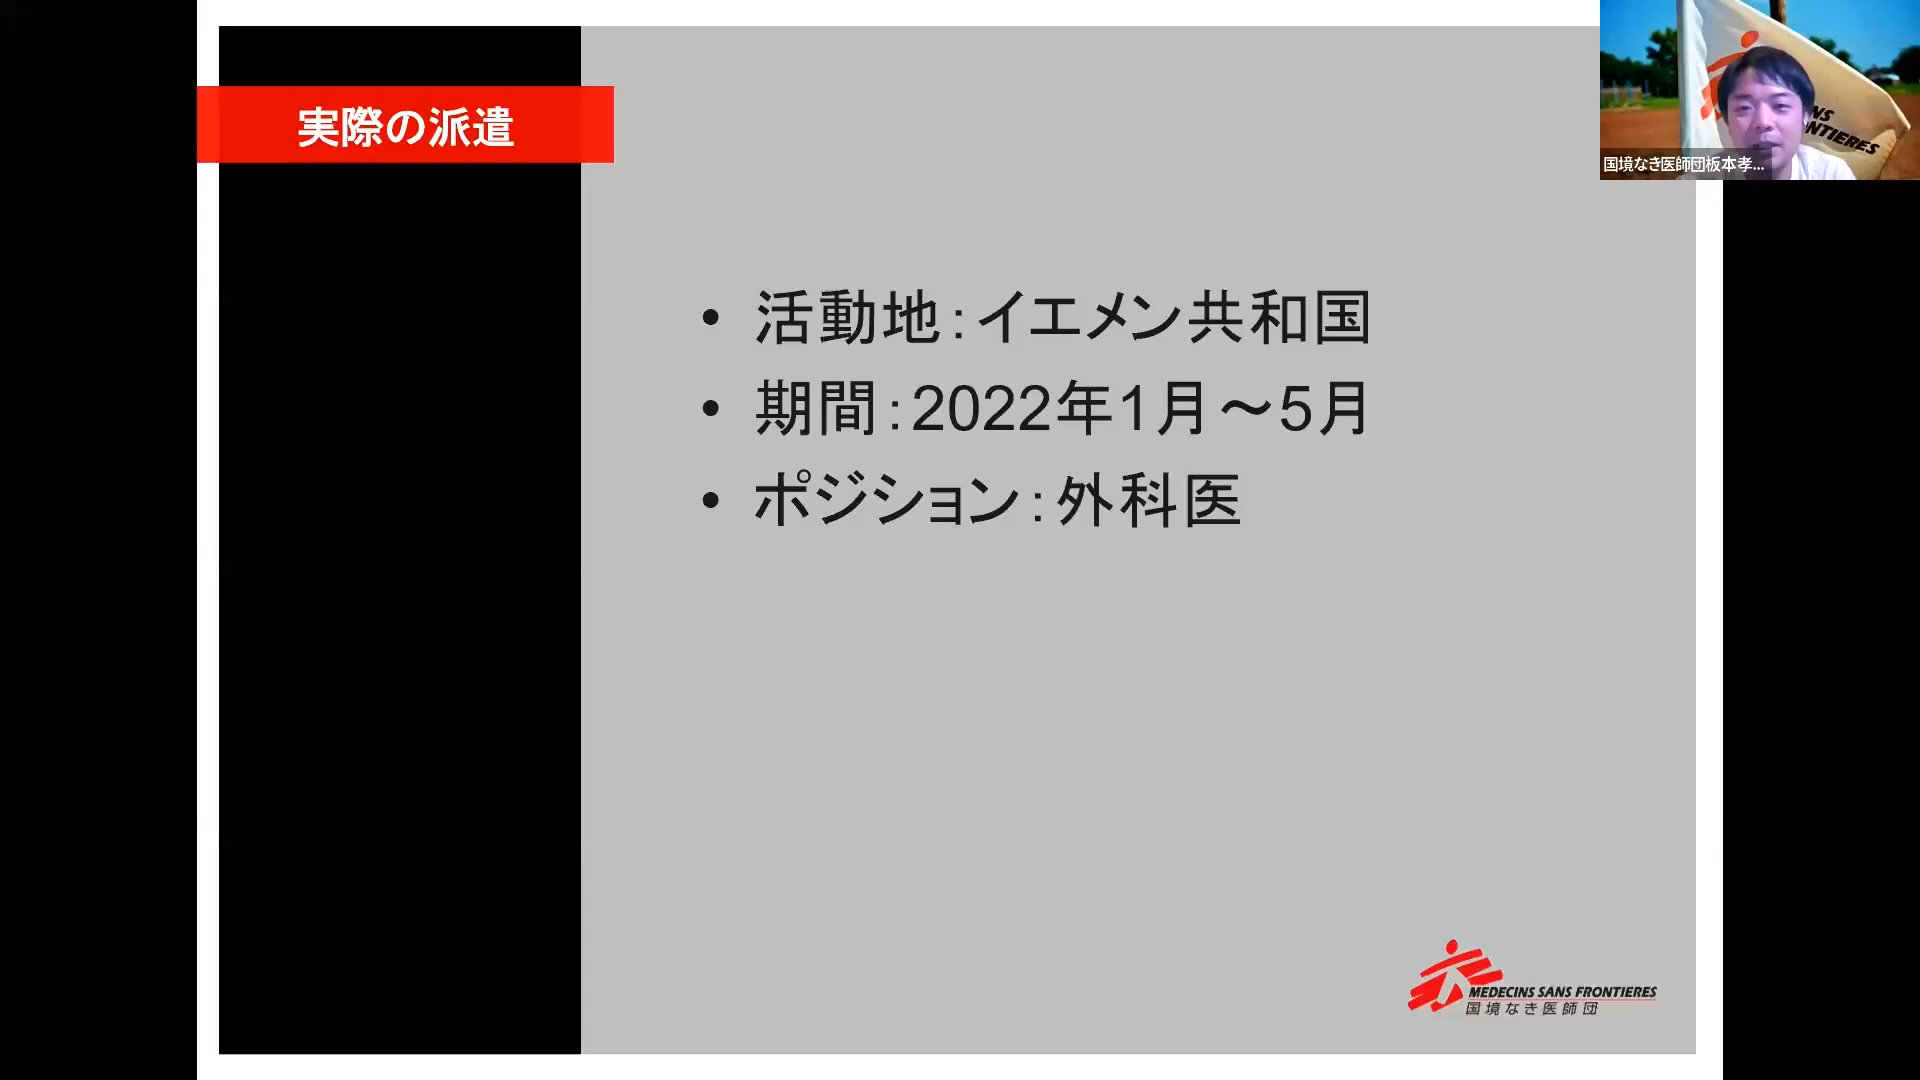 実際の派遣
• 活動地：イエメン共和国
• 期間：2022年1月～5月
• ポジション：外科医
NS
NTIERES
国境なき医師団板本孝...
MEDECINS SANS FRONTIERES
国境なき医師団